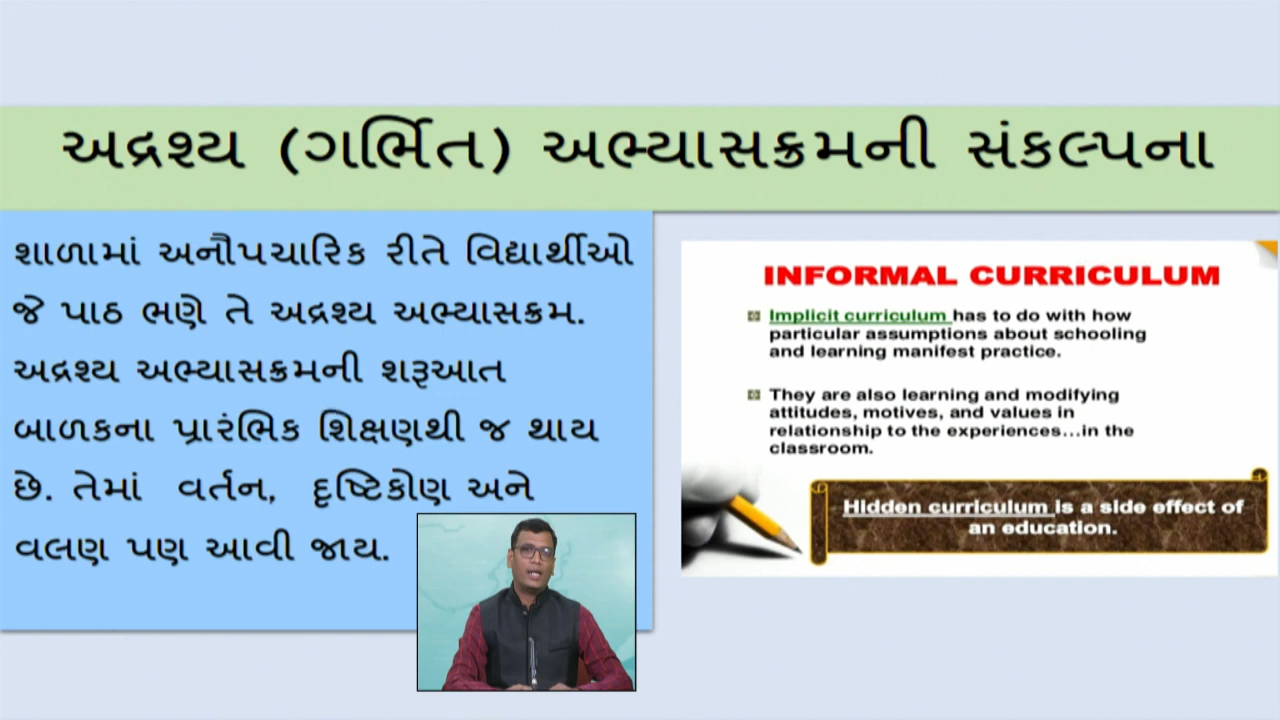 અદ્રશ્ય (ગર્ભિત) અભ્યાસક્રમની સંકલ્પના
શાળામાં અનૌપચારિક રીતે વિદ્યાર્થીઓ
જે પાઠ ભણે તે અદ્રશ્ય અભ્યાસક્રમ.
અદ્રશ્ય અભ્યાસક્રમની શરૂઆત
બાળકના પ્રારંભિક શિક્ષણથી જ થાય
છે. તેમાં વર્તન, દૃષ્ટિકોણ અને
વલણ પણ આવી જાય.
INFORMAL CURRICULUM
Implicit curriculum has to do with how
particular assumptions about schooling
and learning manifest practice.
They are also learning and modifying
attitudes, motives, and values in
relationship to the experiences...in the
classroom.
Hidden curriculum is a side effect of
an education.